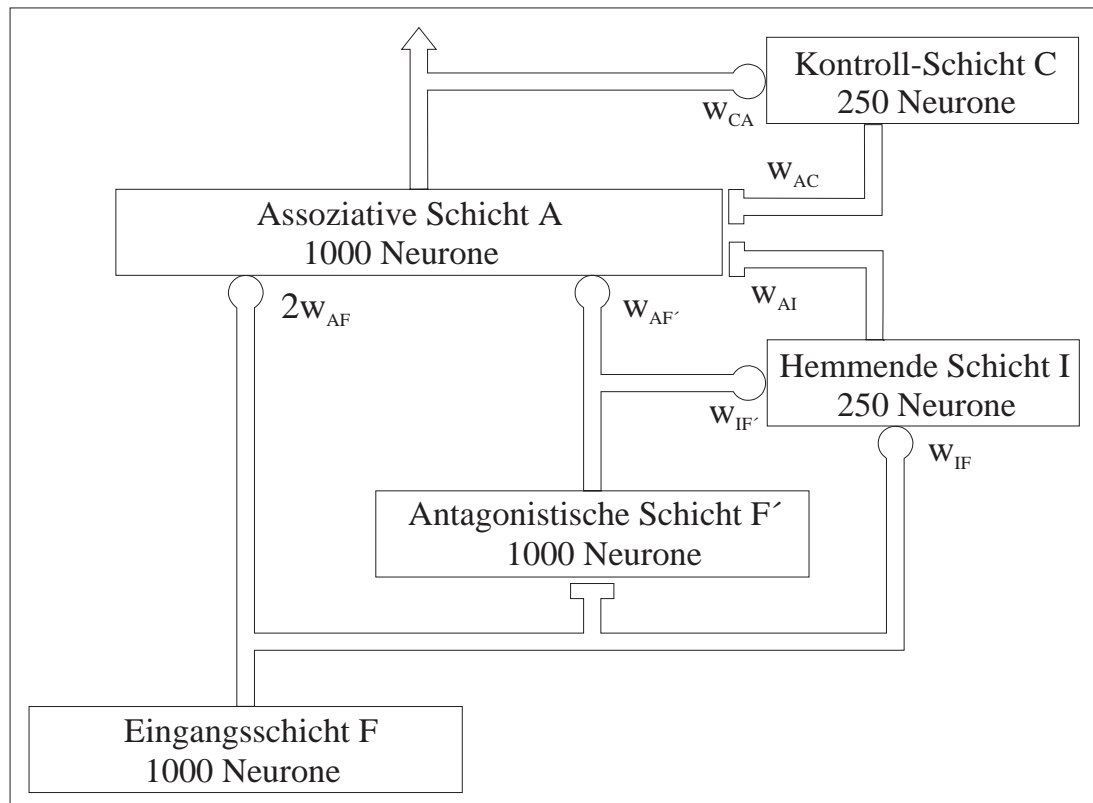 Kontroll-Schicht C
250 Neurone
w_CA
w_AC
Assoziative Schicht A
1000 Neurone
2w_AF
w_AF´
w_AI
Hemmende Schicht I
250 Neurone
w_IF´
w_IF
Antagonistische Schicht F´
1000 Neurone
Eingangsschicht F
1000 Neurone